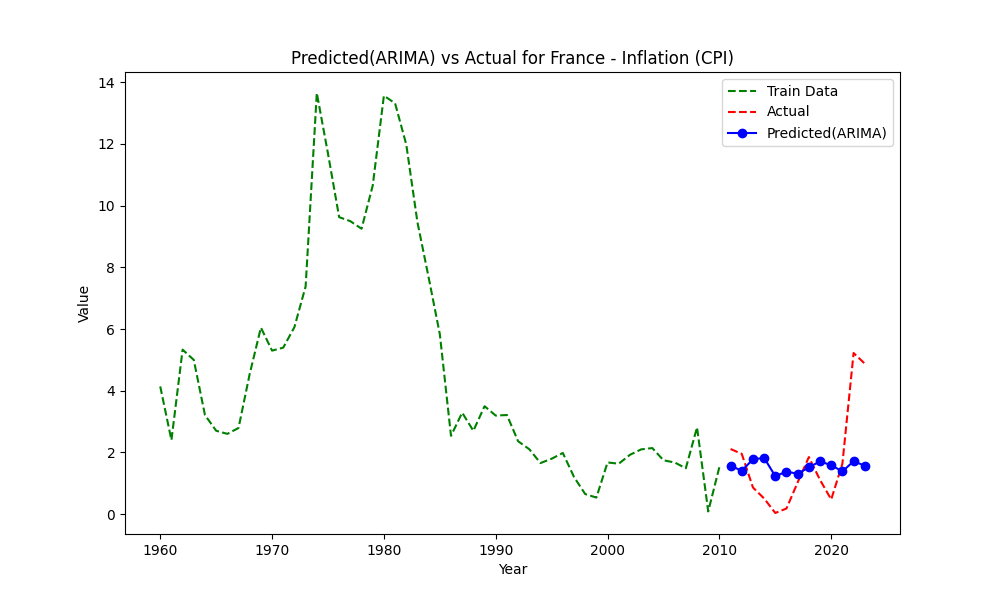 Predicted(ARIMA) vs Actual for France - Inflation (CPI)
Train Data
Actual
Predicted(ARIMA)
Value
14
12
10
8
6
4
2
0
1960 1970 1980 1990 2000 2010 2020
Year